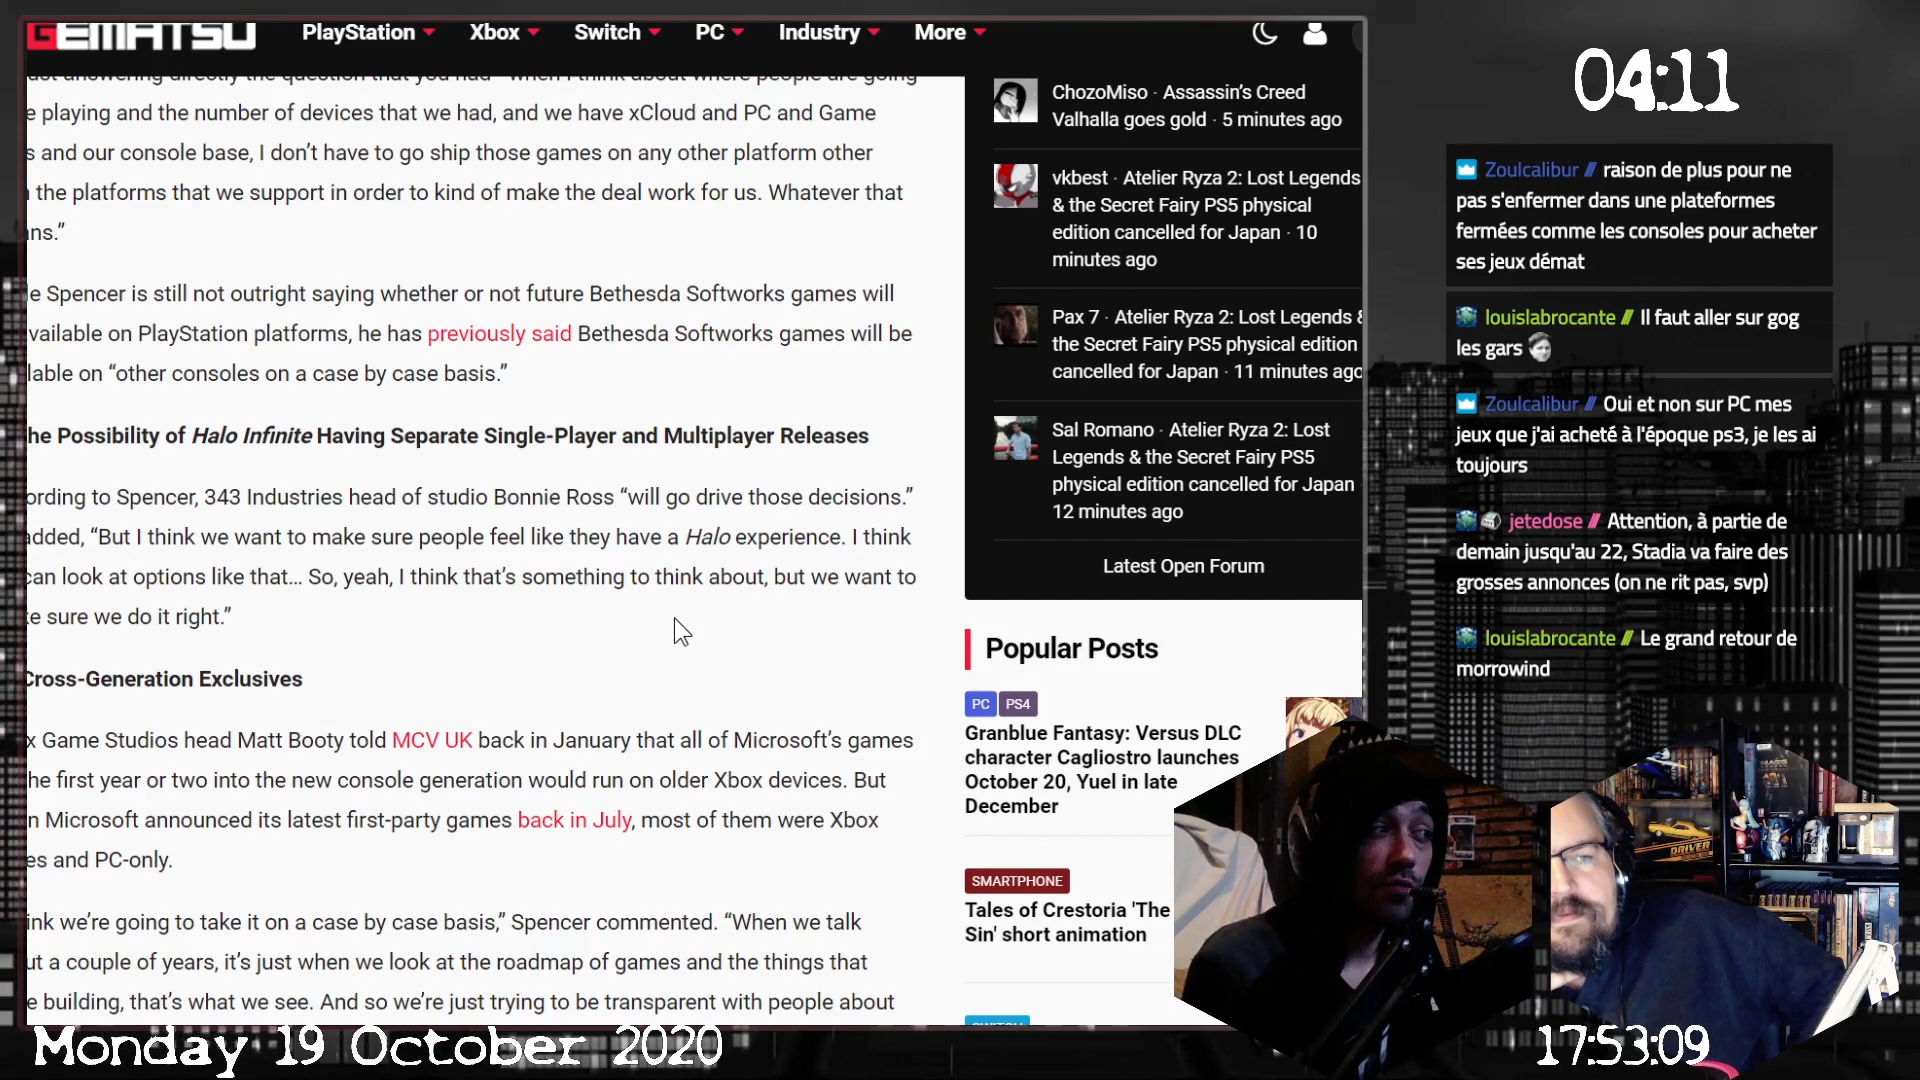 GEMATSU
PlayStation Xbox Switch PC Industry More
answering directly the question that you had when I think about where people are going
playing and the number of devices that we had, and we have xCloud and PC and Game
s and our console base, I don’t have to go ship those games on any other platform other
the platforms that we support in order to kind of make the deal work for us. Whatever that
ans.”
e Spencer is still not outright saying whether or not future Bethesda Softworks games will
vailable on PlayStation platforms, he has previously said Bethesda Softworks games will be
lable on “other consoles on a case by case basis.”
he Possibility of Halo Infinite Having Separate Single-Player and Multiplayer Releases
ording to Spencer, 343 Industries head of studio Bonnie Ross “will go drive those decisions.”
added, “But I think we want to make sure people feel like they have a Halo experience. I think
can look at options like that… So, yeah, I think that’s something to think about, but we want to
ke sure we do it right.”
Cross-Generation Exclusives
x Game Studios head Matt Booty told MCV UK back in January that all of Microsoft’s games
he first year or two into the new console generation would run on older Xbox devices. But
n Microsoft announced its latest first-party games back in July, most of them were Xbox
es and PC-only.
ink we’re going to take it on a case by case basis,” Spencer commented. “When we talk
ut a couple of years, it’s just when we look at the roadmap of games and the things that
e building, that’s what we see. And so we’re just trying to be transparent with people about
ChozoMiso · Assassin’s Creed
Valhalla goes gold · 5 minutes ago
vkbest · Atelier Ryza 2: Lost Legends
& the Secret Fairy PS5 physical
edition cancelled for Japan · 10
minutes ago
Pax 7 · Atelier Ryza 2: Lost Legends &
the Secret Fairy PS5 physical edition
cancelled for Japan · 11 minutes ago
Sal Romano · Atelier Ryza 2: Lost
Legends & the Secret Fairy PS5
physical edition cancelled for Japan ·
12 minutes ago
Latest Open Forum
Popular Posts
PC PS4
Granblue Fantasy: Versus DLC
character Cagliostro launches
October 20, Yuel in late
December
SMARTPHONE
Tales of Crestoria 'The
Sin' short animation
SWITCH
04:11
Zoulcalibur // raison de plus pour ne
pas s'enfermer dans une plateformes
fermées comme les consoles pour acheter
ses jeux démat
louislabrocante // Il faut aller sur gog
les gars
Zoulcalibur // Oui et non sur PC mes
jeux que j'ai acheté à l'époque ps3, je les ai
toujours
jetedose // Attention, à partie de
demain jusqu'au 22, Stadia va faire des
grosses annonces (on ne rit pas, svp)
louislabrocante // Le grand retour de
morrowind
DRIVER
Monday 19 October 2020
17:53:09